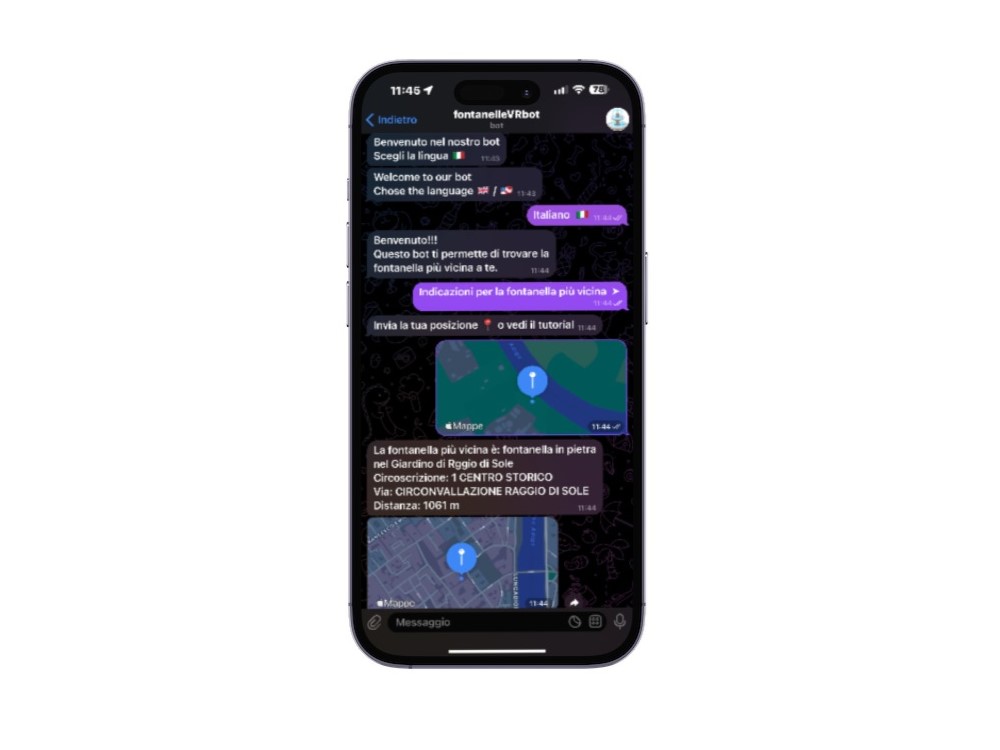 11:45
78
Indietro
fontanelleVRbot
bot
Benvenuto nel nostro bot
Scegli la lingua 🇮🇹
11:43
Welcome to our bot
Chose the language 🇬🇧 / 🇺🇸 11:43
Italiano 🇮🇹 11:44
Benvenuto!!!
Questo bot ti permette di trovare la
fontanella più vicina a te.
11:44
Indicazioni per la fontanella più vicina ➤
11:44
Invia la tua posizione 📍 o vedi il tutorial 11:44
Mappe
11:44
La fontanella più vicina è: fontanella in pietra
nel Giardino di Rggio di Sole
Circoscrizione: 1 CENTRO STORICO
Via: CIRCONVALLAZIONE RAGGIO DI SOLE
Distanza: 1061 m
11:44
Mappe
11:44
Messaggio